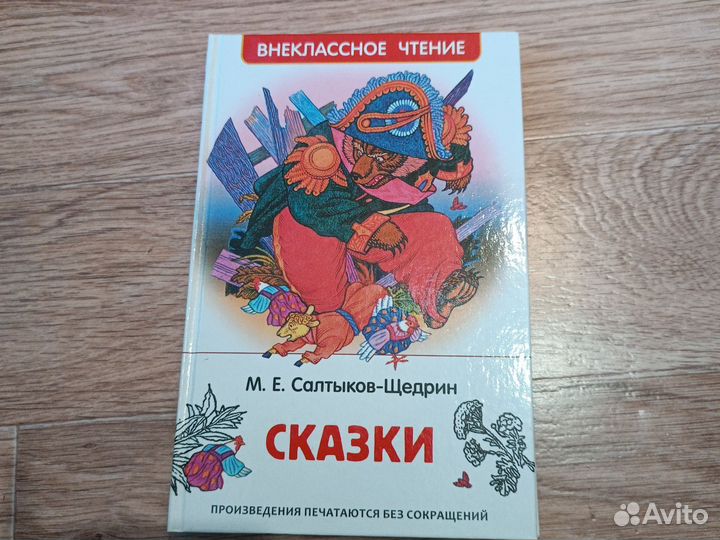 ВНЕКЛАССНОЕ ЧТЕНИЕ
М. Е. Салтыков-Щедрин
СКАЗКИ
ПРОИЗВЕДЕНИЯ ПЕЧАТАЮТСЯ БЕЗ СОКРАЩЕНИЙ
Avito